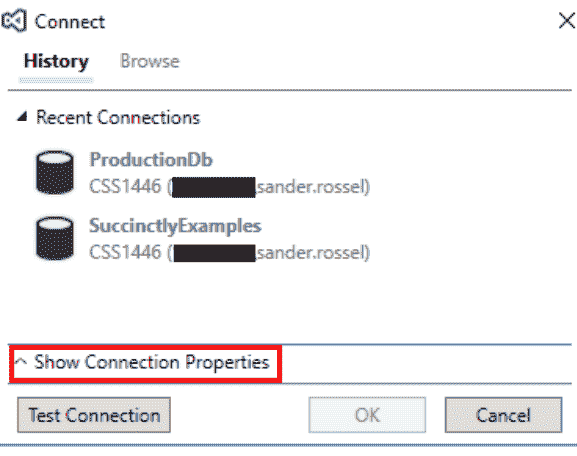 Connect
History Browse
Recent Connections
ProductionDb
CSS1446 ( ,sander.rossel)
SuccinctlyExamples
CSS1446 ( ,sander.rossel)
Show Connection Properties
Test Connection OK Cancel